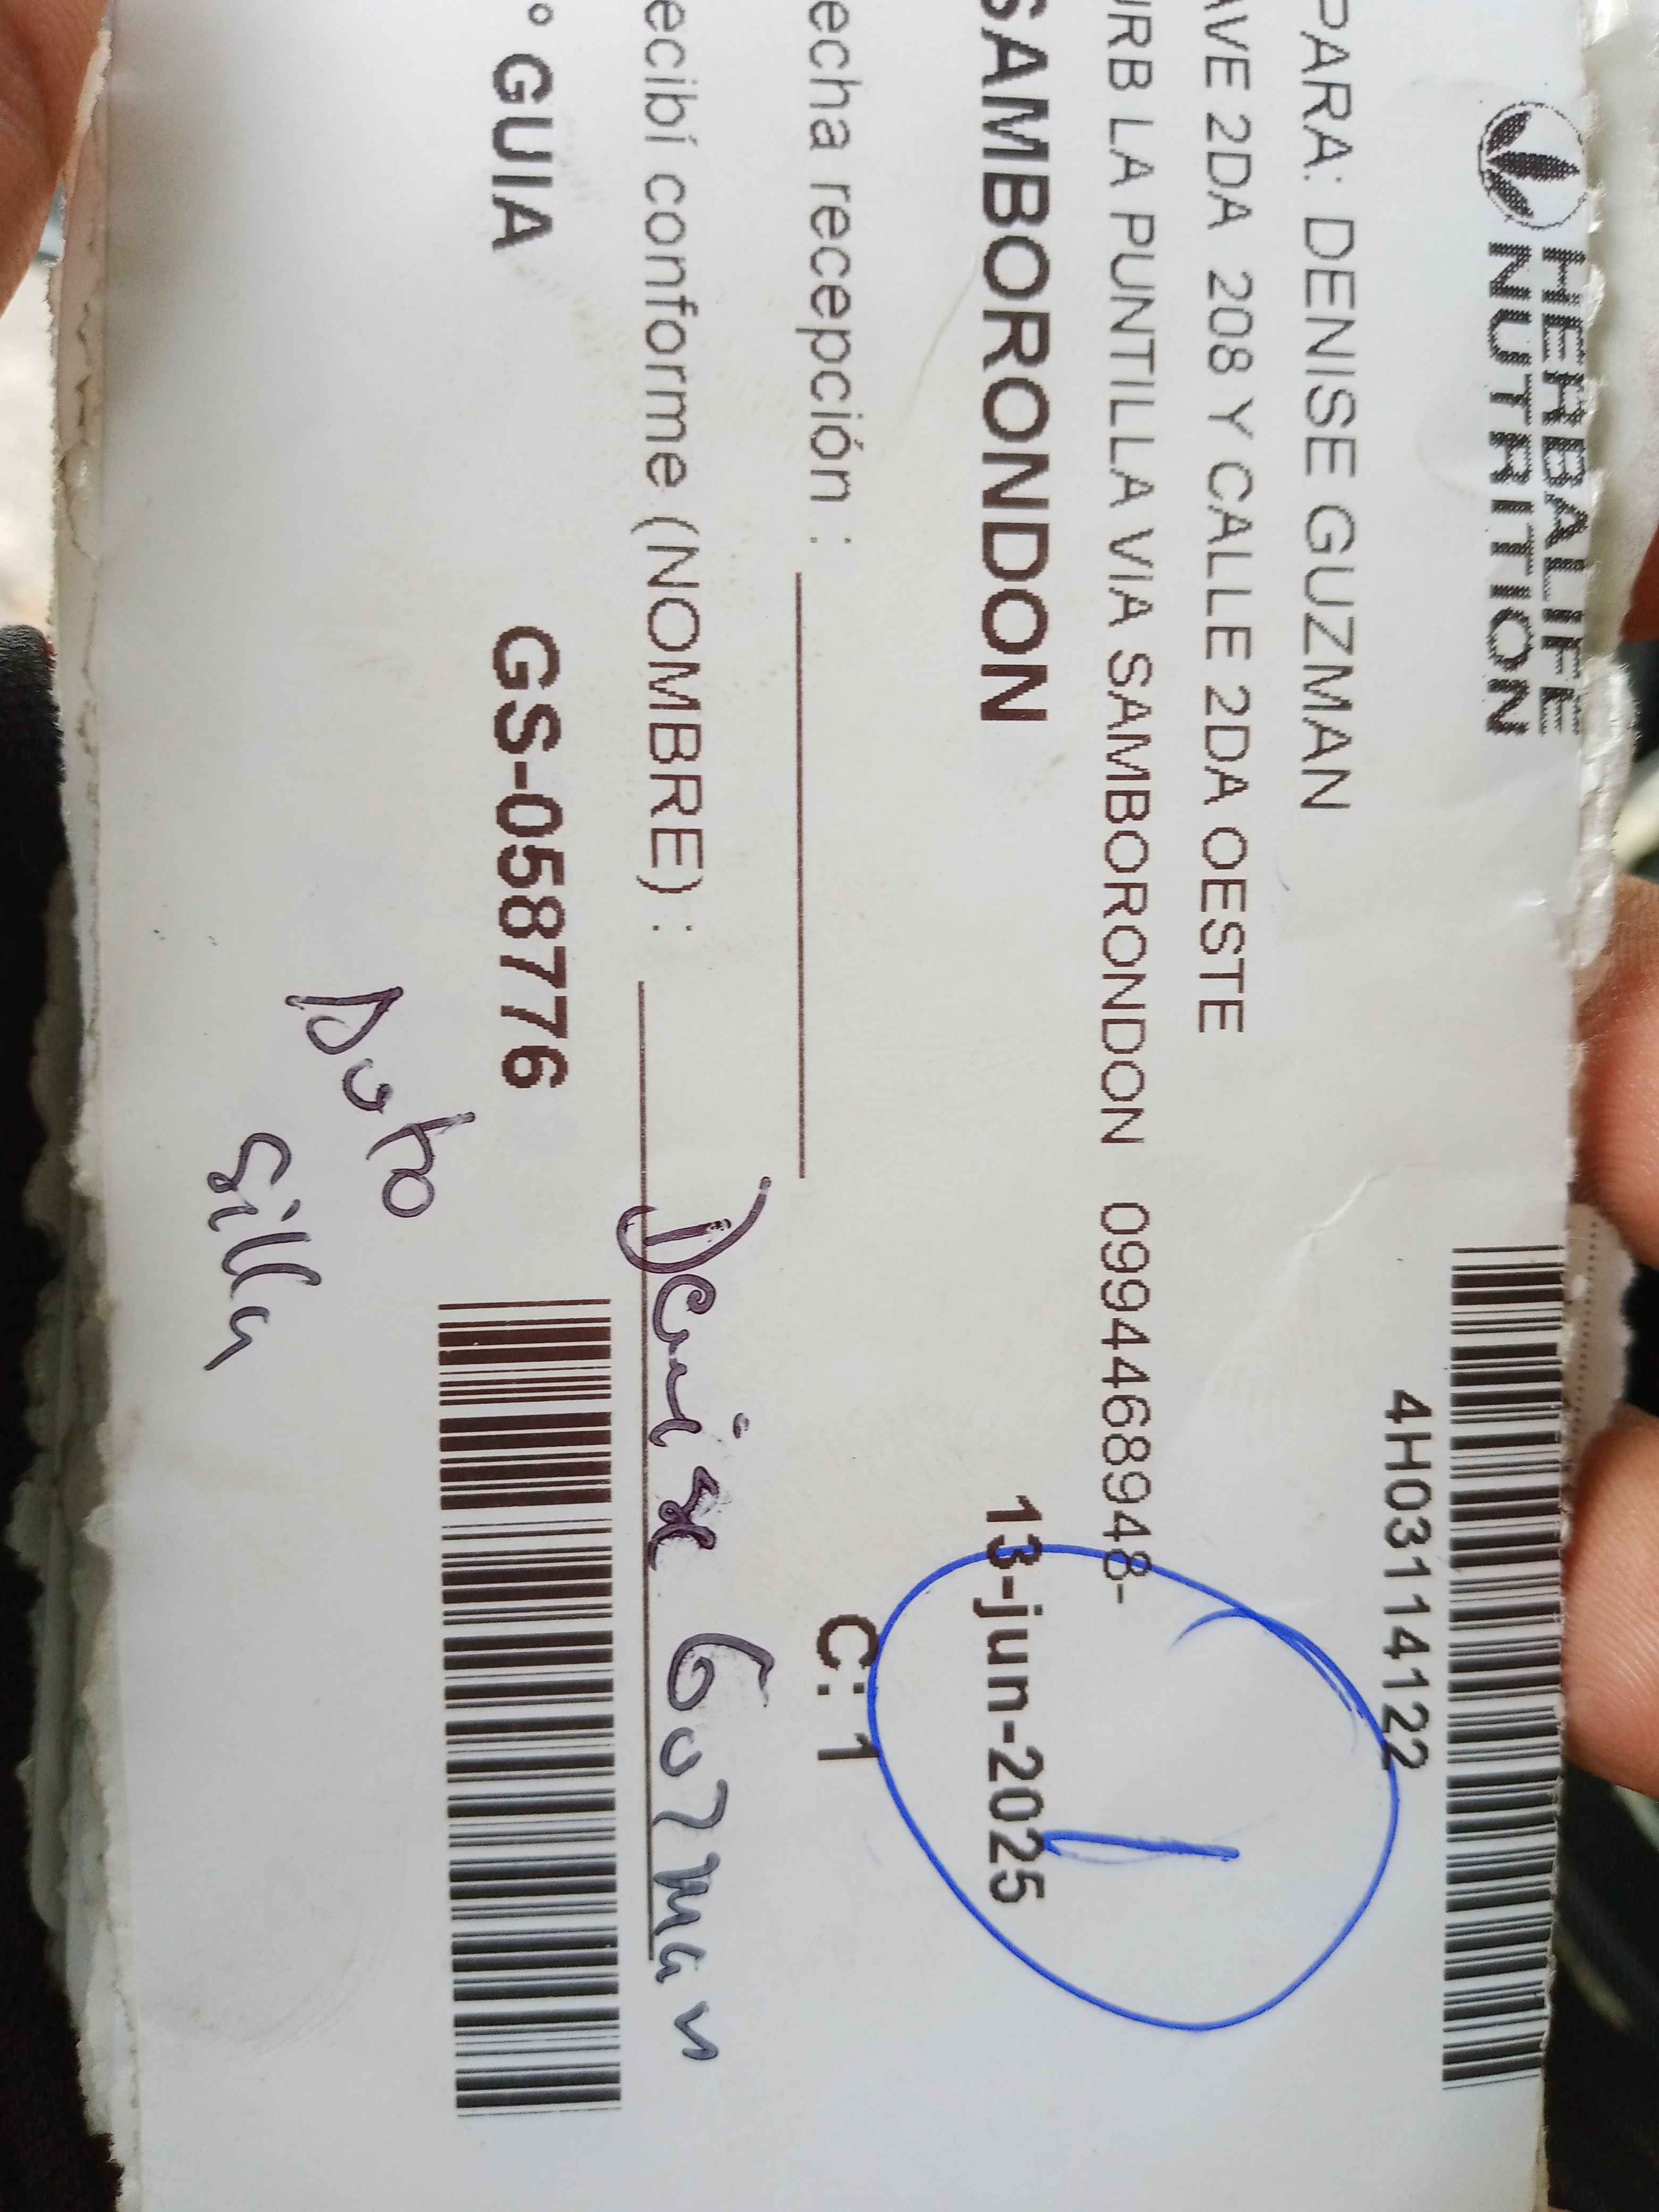 HERBALIFE
NUTRITION
4H03114122
PARA: DENISE GUZMAN
AVE 2DA 208 Y CALLE 2DA OESTE
URB LA PUNTILLA VIA SAMBORONDON 0994468948-
SAMBORONDON 13-jun-2025
1
echa recepción : C: 1
ecibí conforme (NOMBRE) : Denise Guzman
° GUIA GS-058776
Silla